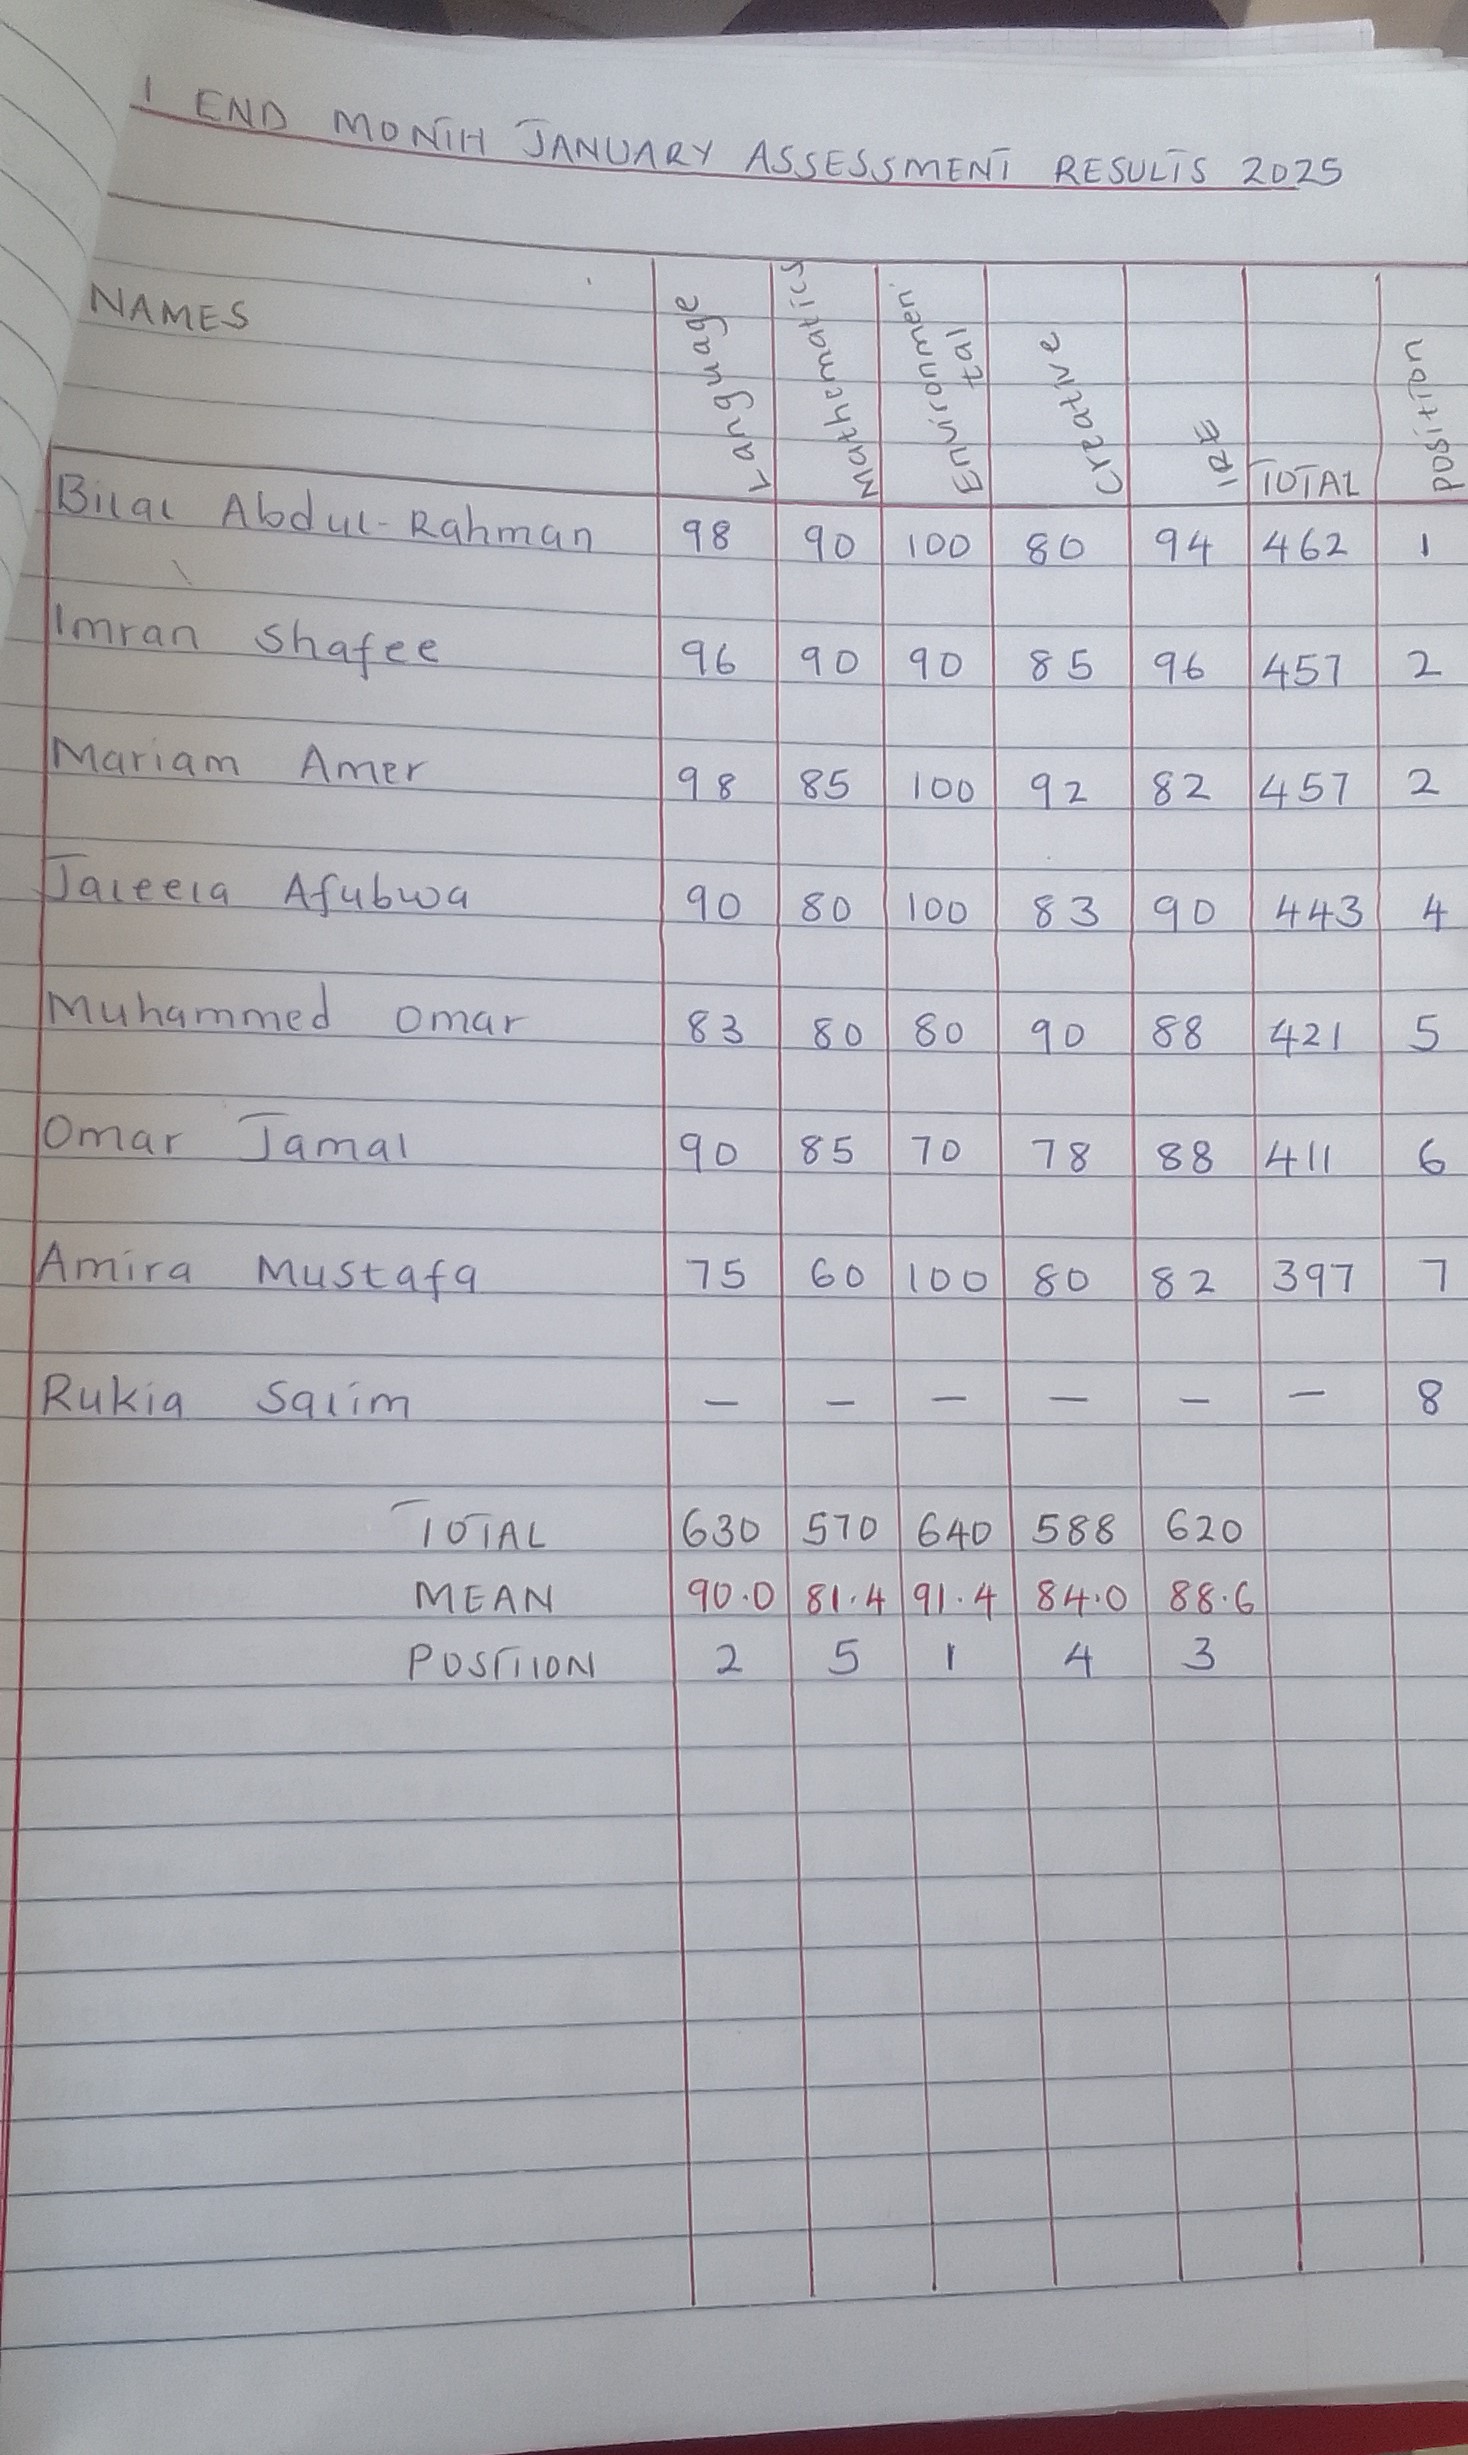 1 END MONTH JANUARY ASSESSMENT RESULTS 2025
NAMES Language Mathematics Environmental Creative IRE TOTAL Position
Bilal Abdul-Rahman 98 90 100 80 94 462 1
Imran Shafee 96 90 90 85 96 457 2
Mariam Amer 98 85 100 92 82 457 2
Jaleela Afubwa 90 80 100 83 90 443 4
Muhammed Omar 83 80 80 90 88 421 5
Omar Jamal 90 85 70 78 88 411 6
Amira Mustafa 75 60 100 80 82 397 7
Rukia Salim – – – – – – 8
TOTAL 630 570 640 588 620
MEAN 90.0 81.4 91.4 84.0 88.6
POSITION 2 5 1 4 3